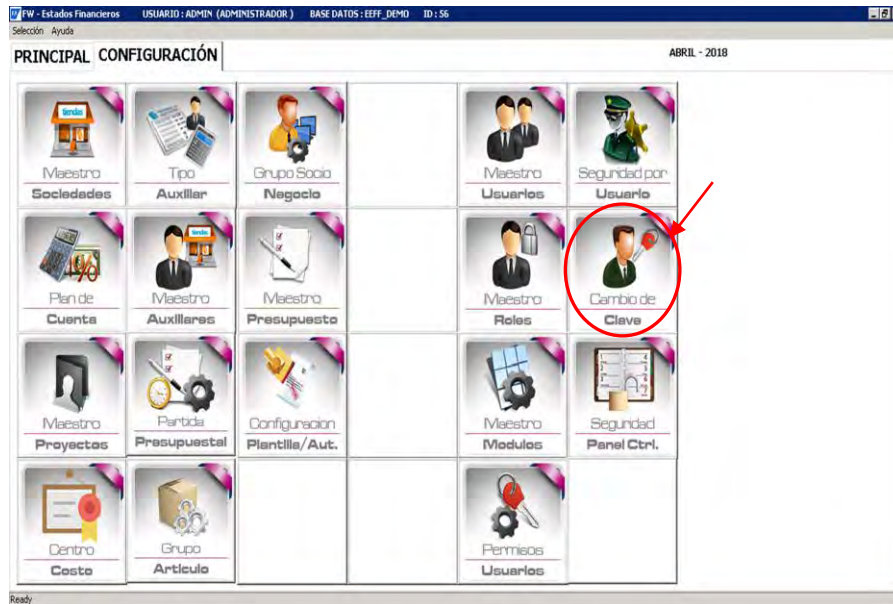 FW - Estados Financieros USUARIO : ADMIN (ADMINISTRADOR ) BASE DATOS : EEFF_DEMO ID : 56
Selección Ayuda
PRINCIPAL CONFIGURACIÓN ABRIL - 2018
tiendas
Maestro Tipo Grupo Socio Maestro Seguridad por
Sociedades Auxiliar Negocio Usuarios Usuario
tiendas
Plan de Maestro Maestro Maestro Cambio de
Cuenta Auxiliares Presupuesto Roles Clave
Maestro Partida Configuracion Maestro Seguridad
Proyectos Presupuestal Plantilla/Aut. Modulos Panel Ctrl.
Centro Grupo Permisos
Costo Articulo Usuarios
Ready